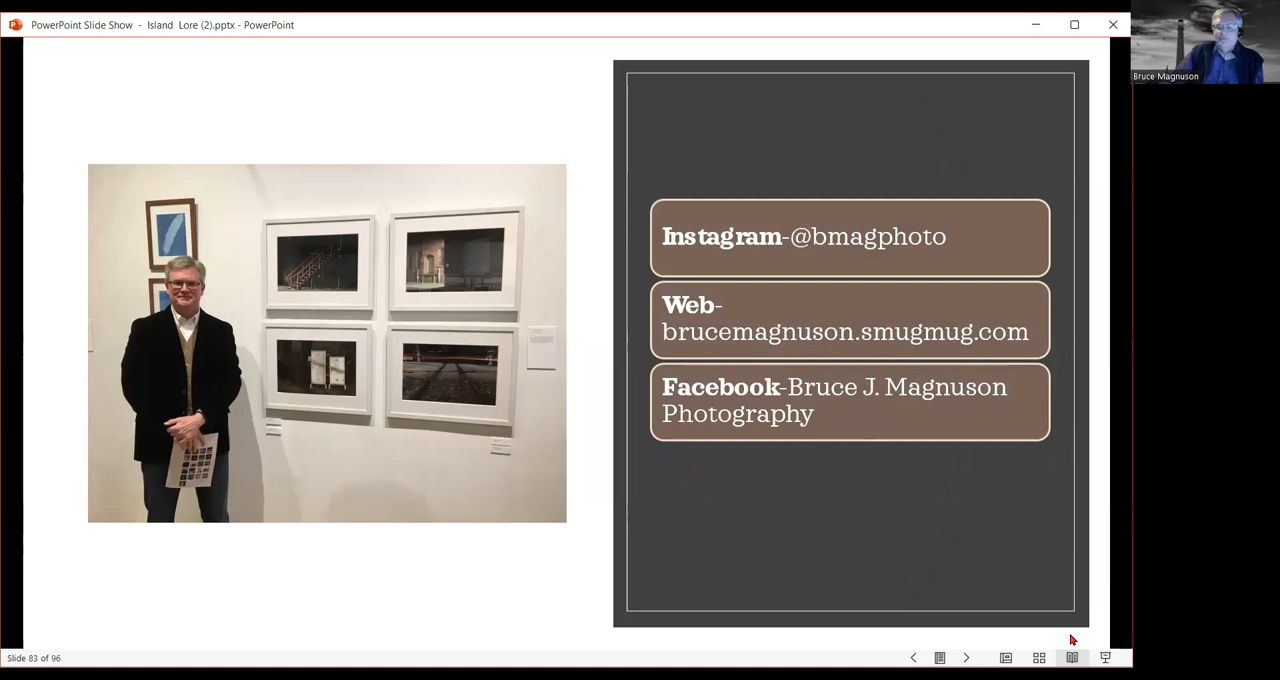 PowerPoint Slide Show - Island Lore (2).pptx - PowerPoint
Bruce Magnuson
Instagram-@bmagphoto
Web-
brucemagnuson.smugmug.com
Facebook-Bruce J. Magnuson
Photography
Slide 83 of 96